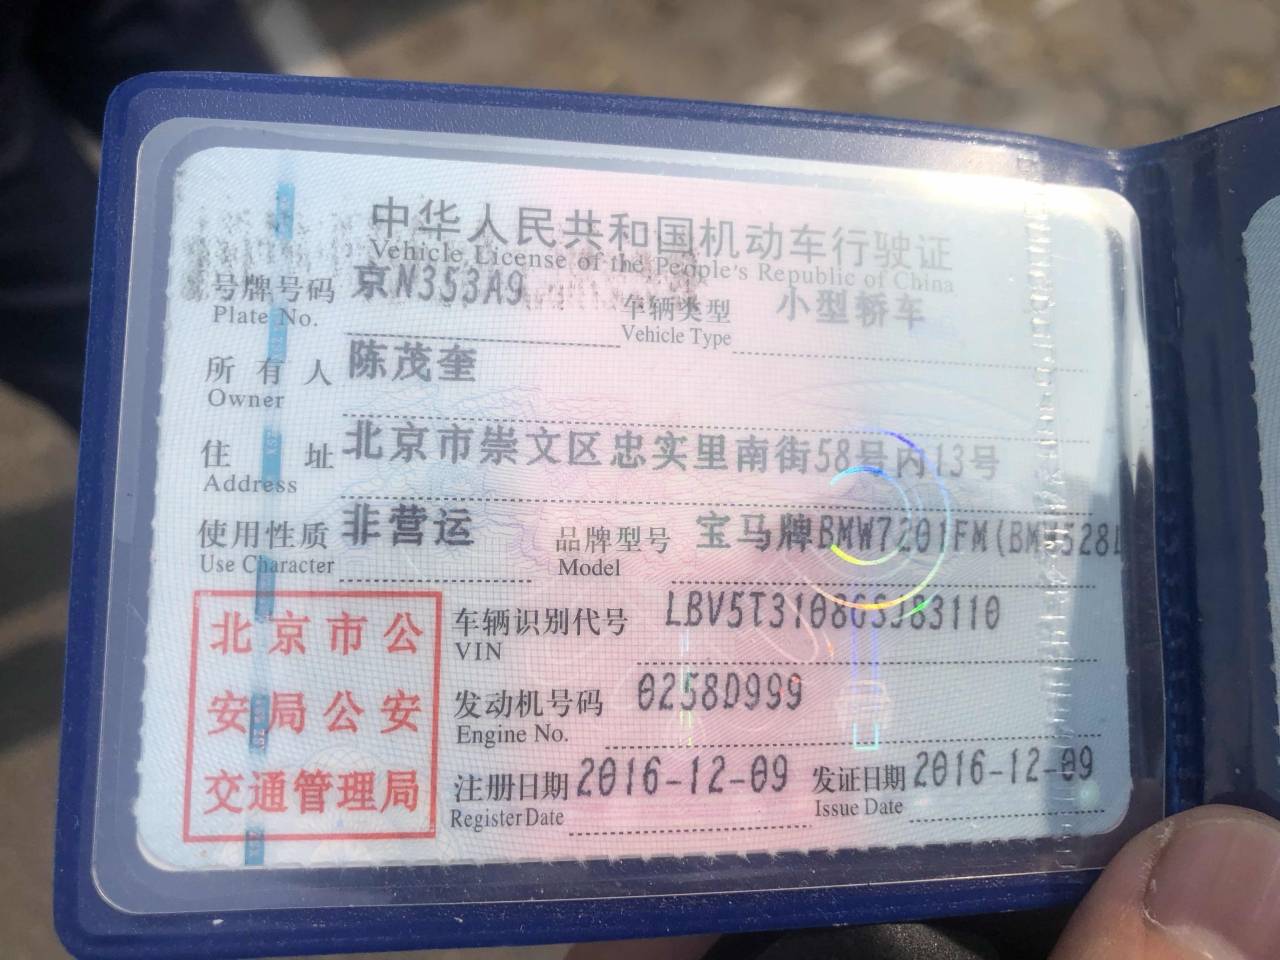 中华人民共和国机动车行驶证
Vehicle License of the People's Republic of China
号牌号码 京N353A9 车辆类型 小型轿车
Plate No. Vehicle Type
所有人 陈茂奎
Owner
住址 北京市崇文区忠实里南街58号内13号
Address
使用性质 非营运 品牌型号 宝马牌BMW7201FM(BMW528L
Use Character Model
北京市公
安局公安
交通管理局
车辆识别代号
VIN
发动机号码 0258D999
Engine No.
注册日期 2016-12-09 发证日期 2016-12-09
Register Date Issue Date